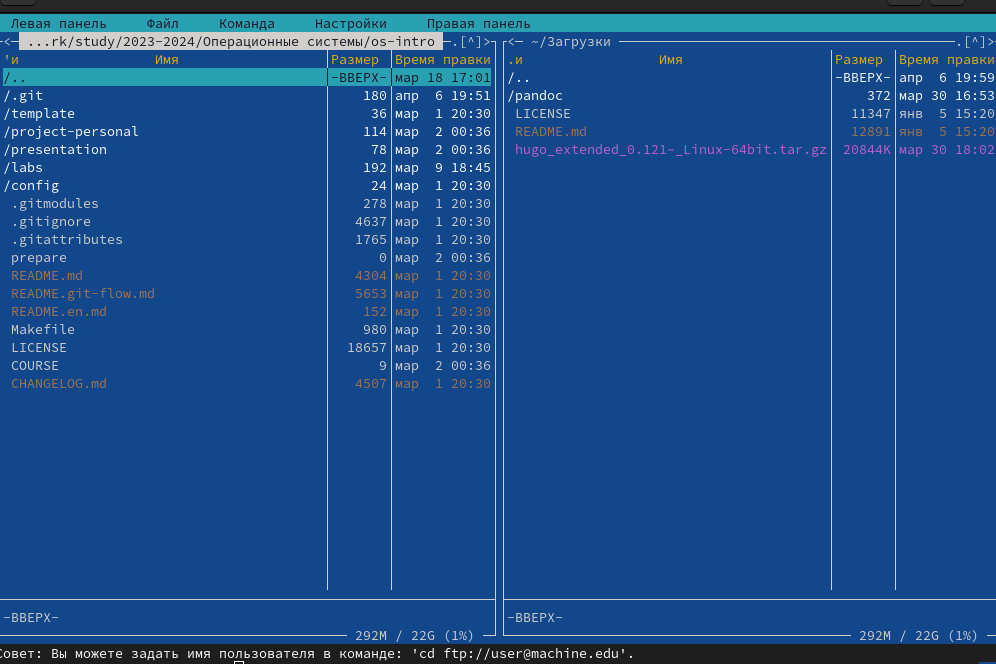 Левая панель Файл Команда Настройки Правая панель
<─ ...rk/study/2023-2024/Операционные системы/os-intro ─.[^]>
'и Имя Размер Время правки
/.. -ВВЕРХ- мар 18 17:01
/.git 180 апр 6 19:51
/template 36 мар 1 20:30
/project-personal 114 мар 2 00:36
/presentation 78 мар 2 00:36
/labs 192 мар 9 18:45
/config 24 мар 1 20:30
.gitmodules 278 мар 1 20:30
.gitignore 4637 мар 1 20:30
.gitattributes 1765 мар 1 20:30
prepare 0 мар 2 00:36
README.md 4304 мар 1 20:30
README.git-flow.md 5653 мар 1 20:30
README.en.md 152 мар 1 20:30
Makefile 980 мар 1 20:30
LICENSE 18657 мар 1 20:30
COURSE 9 мар 2 00:36
CHANGELOG.md 4507 мар 1 20:30
-ВВЕРХ-
292M / 22G (1%)
<─ ~/Загрузки ─.[^]>
.и Имя Размер Время правки
/.. -ВВЕРХ- апр 6 19:59
/pandoc 372 мар 30 16:53
LICENSE 11347 янв 5 15:20
README.md 12891 янв 5 15:20
hugo_extended_0.121~_Linux-64bit.tar.gz 20844K мар 30 18:02
-ВВЕРХ-
292M / 22G (1%)
Совет: Вы можете задать имя пользователя в команде: 'cd ftp://user@machine.edu'.